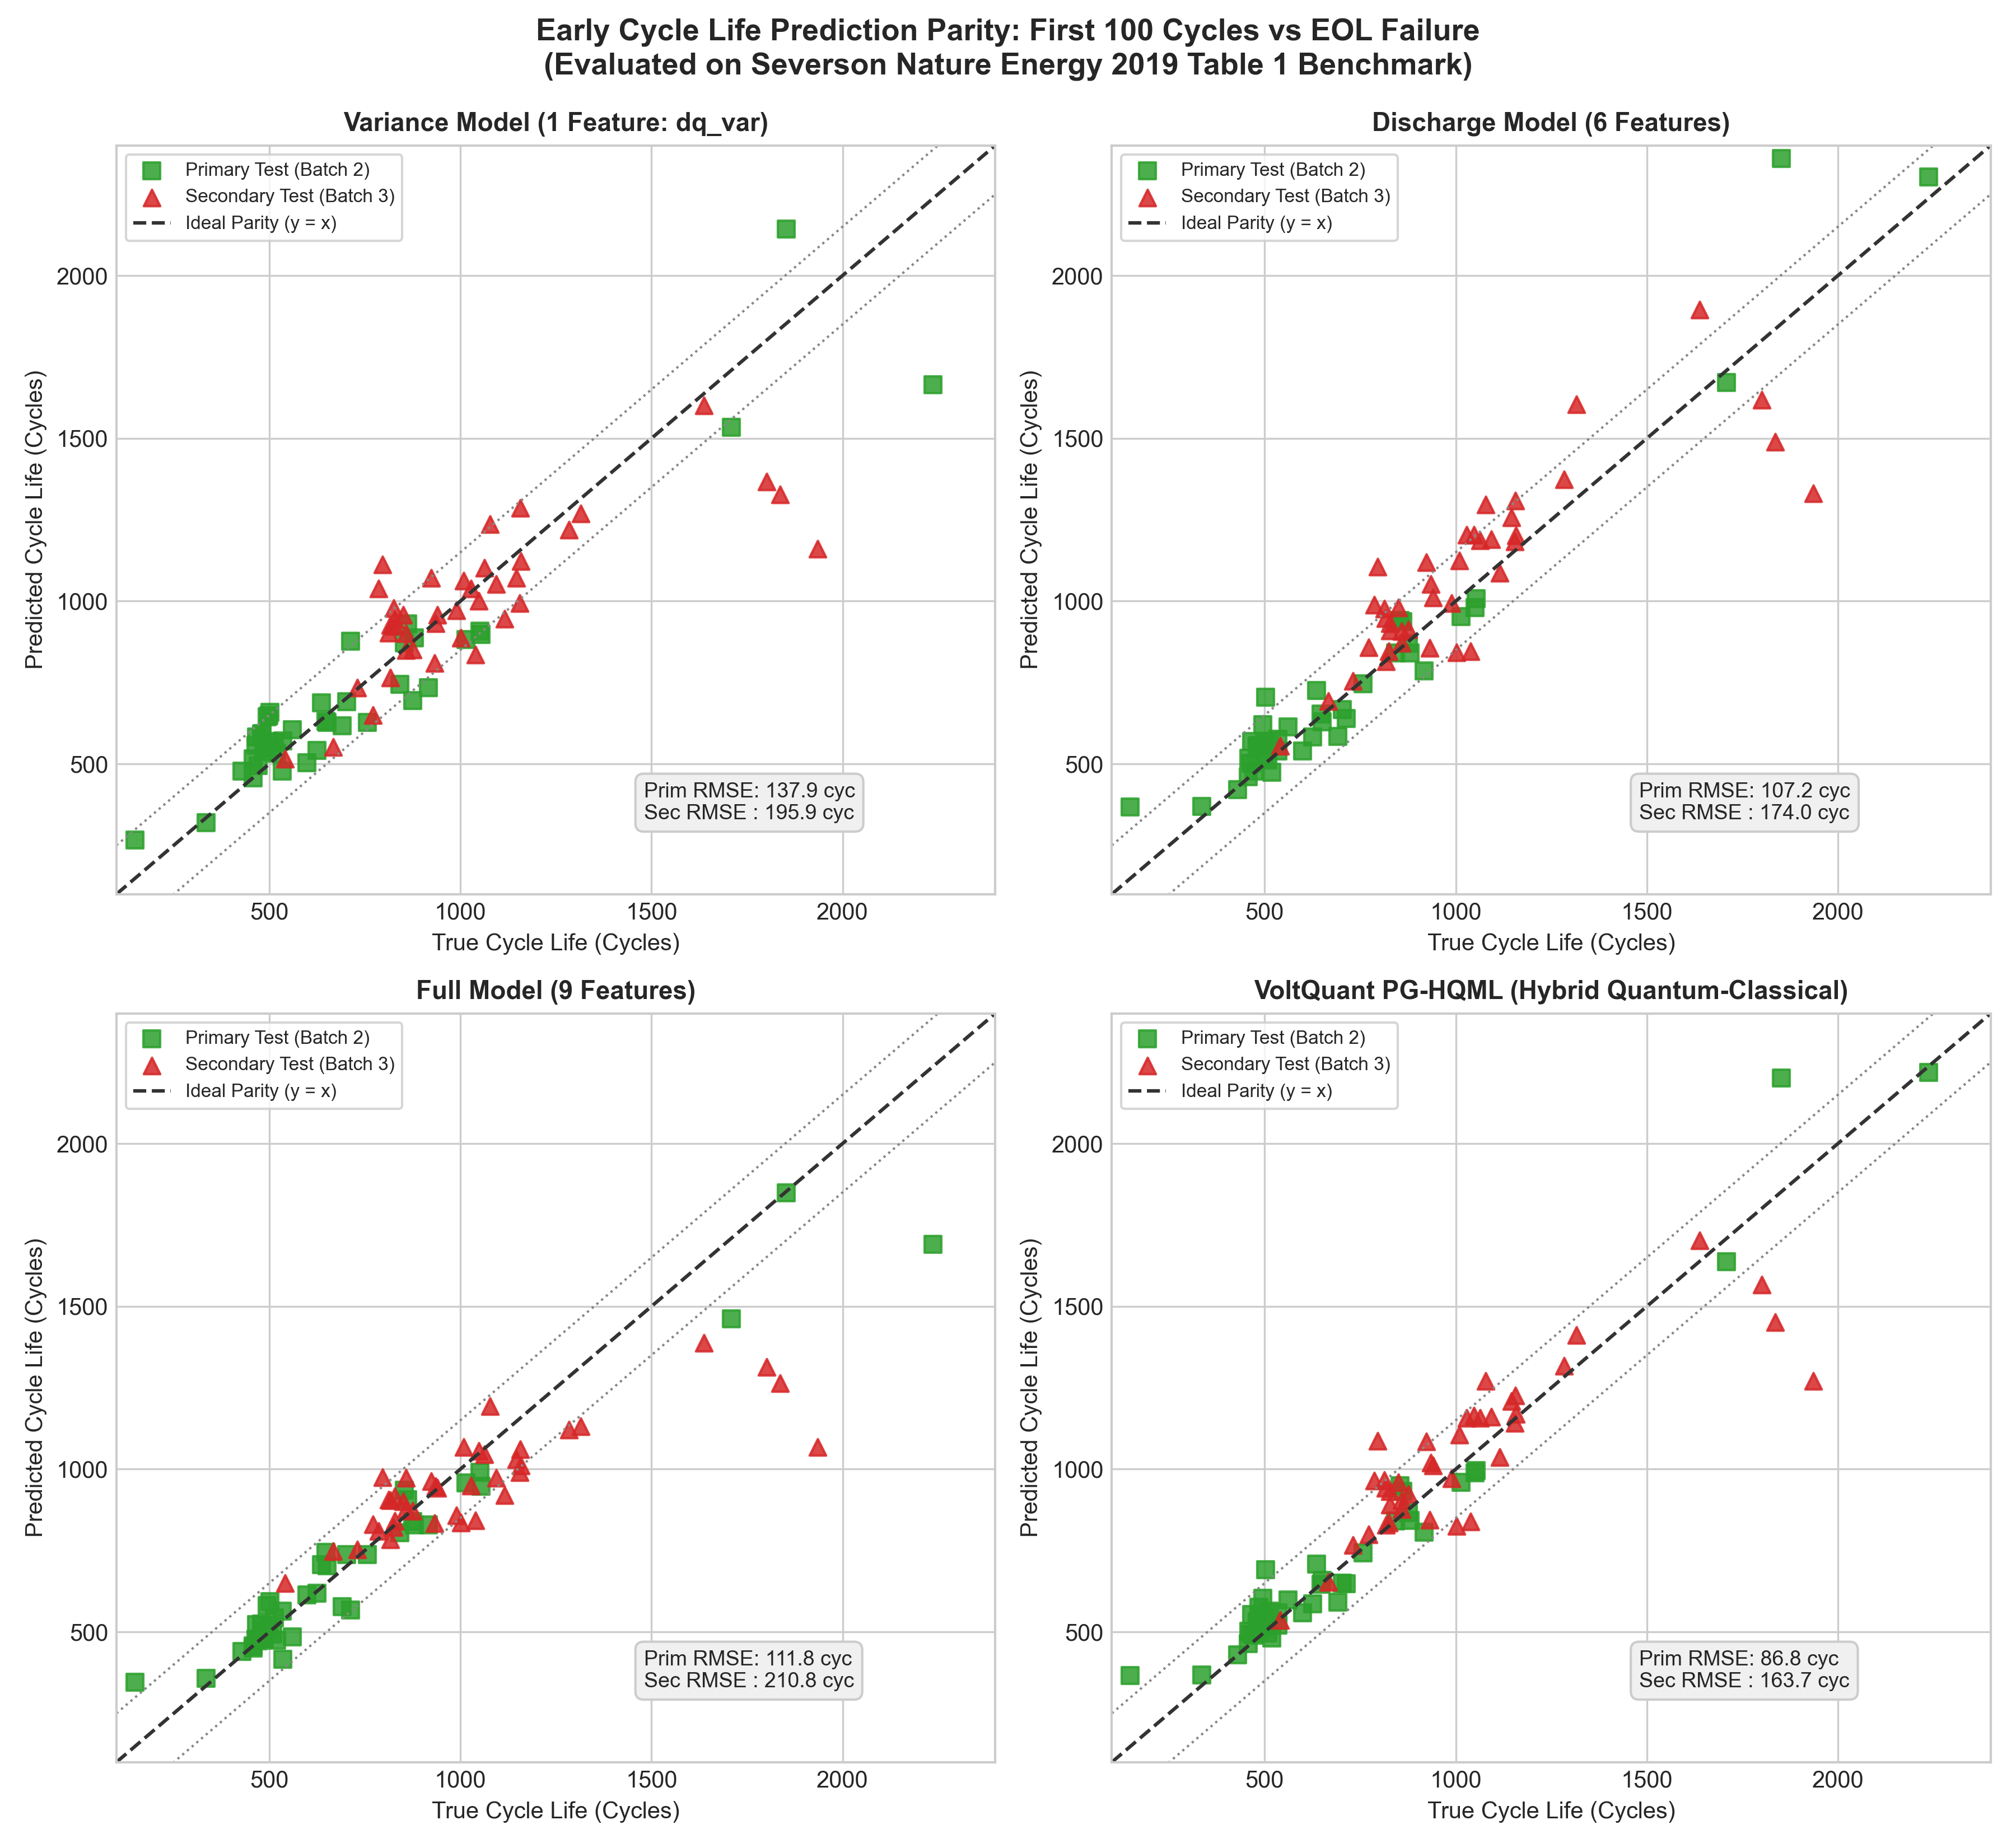 Early Cycle Life Prediction Parity: First 100 Cycles vs EOL Failure
(Evaluated on Severson Nature Energy 2019 Table 1 Benchmark)
Variance Model (1 Feature: dq_var)
Primary Test (Batch 2)
Secondary Test (Batch 3)
Ideal Parity (y = x)
Predicted Cycle Life (Cycles)
2000
1500
1000
500
Prim RMSE: 137.9 cyc
Sec RMSE : 195.9 cyc
500 1000 1500 2000
True Cycle Life (Cycles)
Discharge Model (6 Features)
Primary Test (Batch 2)
Secondary Test (Batch 3)
Ideal Parity (y = x)
Predicted Cycle Life (Cycles)
2000
1500
1000
500
Prim RMSE: 107.2 cyc
Sec RMSE : 174.0 cyc
500 1000 1500 2000
True Cycle Life (Cycles)
Full Model (9 Features)
Primary Test (Batch 2)
Secondary Test (Batch 3)
Ideal Parity (y = x)
Predicted Cycle Life (Cycles)
2000
1500
1000
500
Prim RMSE: 111.8 cyc
Sec RMSE : 210.8 cyc
500 1000 1500 2000
True Cycle Life (Cycles)
VoltQuant PG-HQML (Hybrid Quantum-Classical)
Primary Test (Batch 2)
Secondary Test (Batch 3)
Ideal Parity (y = x)
Predicted Cycle Life (Cycles)
2000
1500
1000
500
Prim RMSE: 86.8 cyc
Sec RMSE : 163.7 cyc
500 1000 1500 2000
True Cycle Life (Cycles)